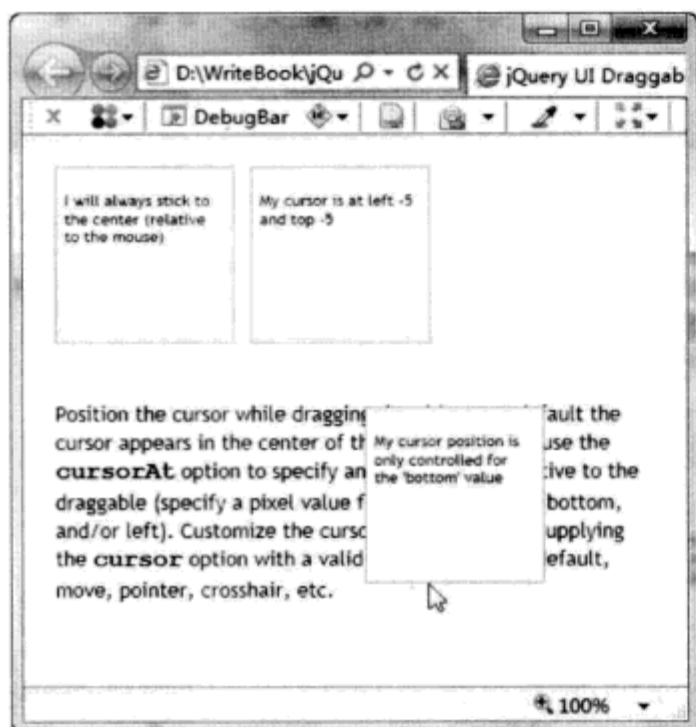 D:\WriteBook\jQu
jQuery UI Draggab
DebugBar
I will always stick to
the center (relative
to the mouse)
My cursor is at left -5
and top -5
Position the cursor while dragging ault the
cursor appears in the center of th use the
cursorAt option to specify an tive to the
draggable (specify a pixel value f bottom,
and/or left). Customize the curso upplying
the cursor option with a valid efault,
move, pointer, crosshair, etc.
My cursor position is
only controlled for
the 'bottom' value
100%